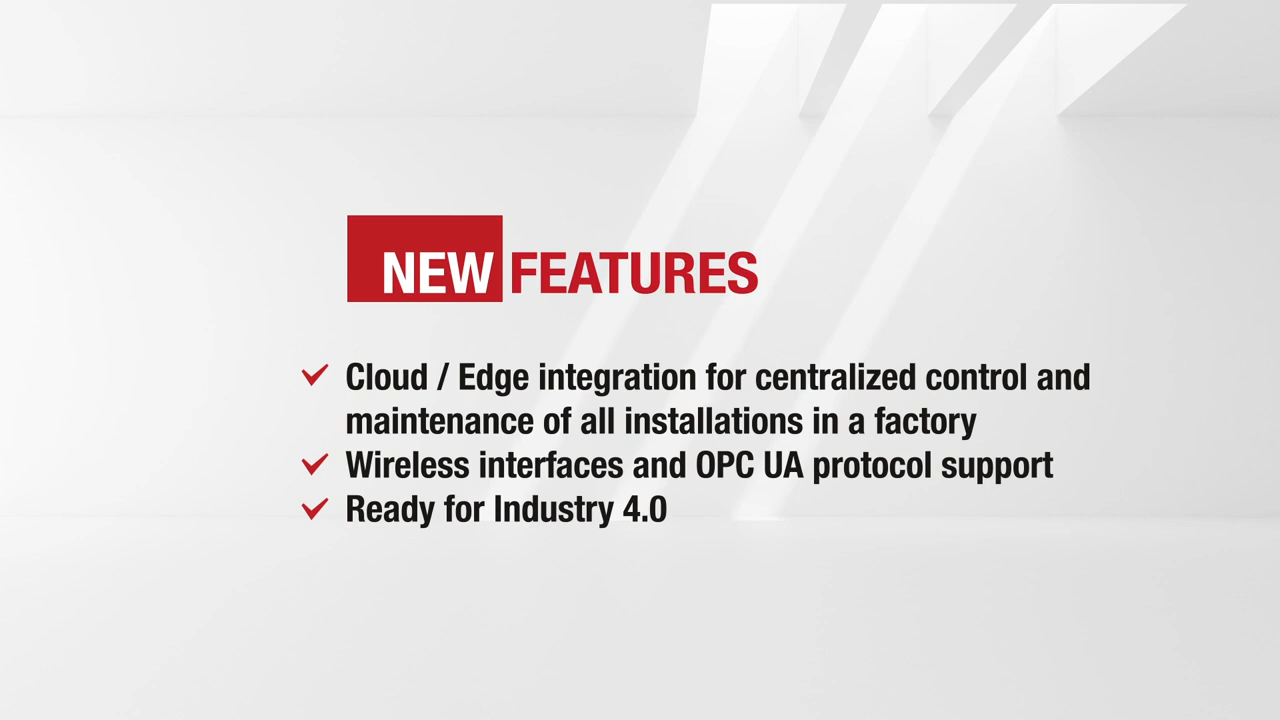 NEW FEATURES
Cloud / Edge integration for centralized control and
maintenance of all installations in a factory
Wireless interfaces and OPC UA protocol support
Ready for Industry 4.0